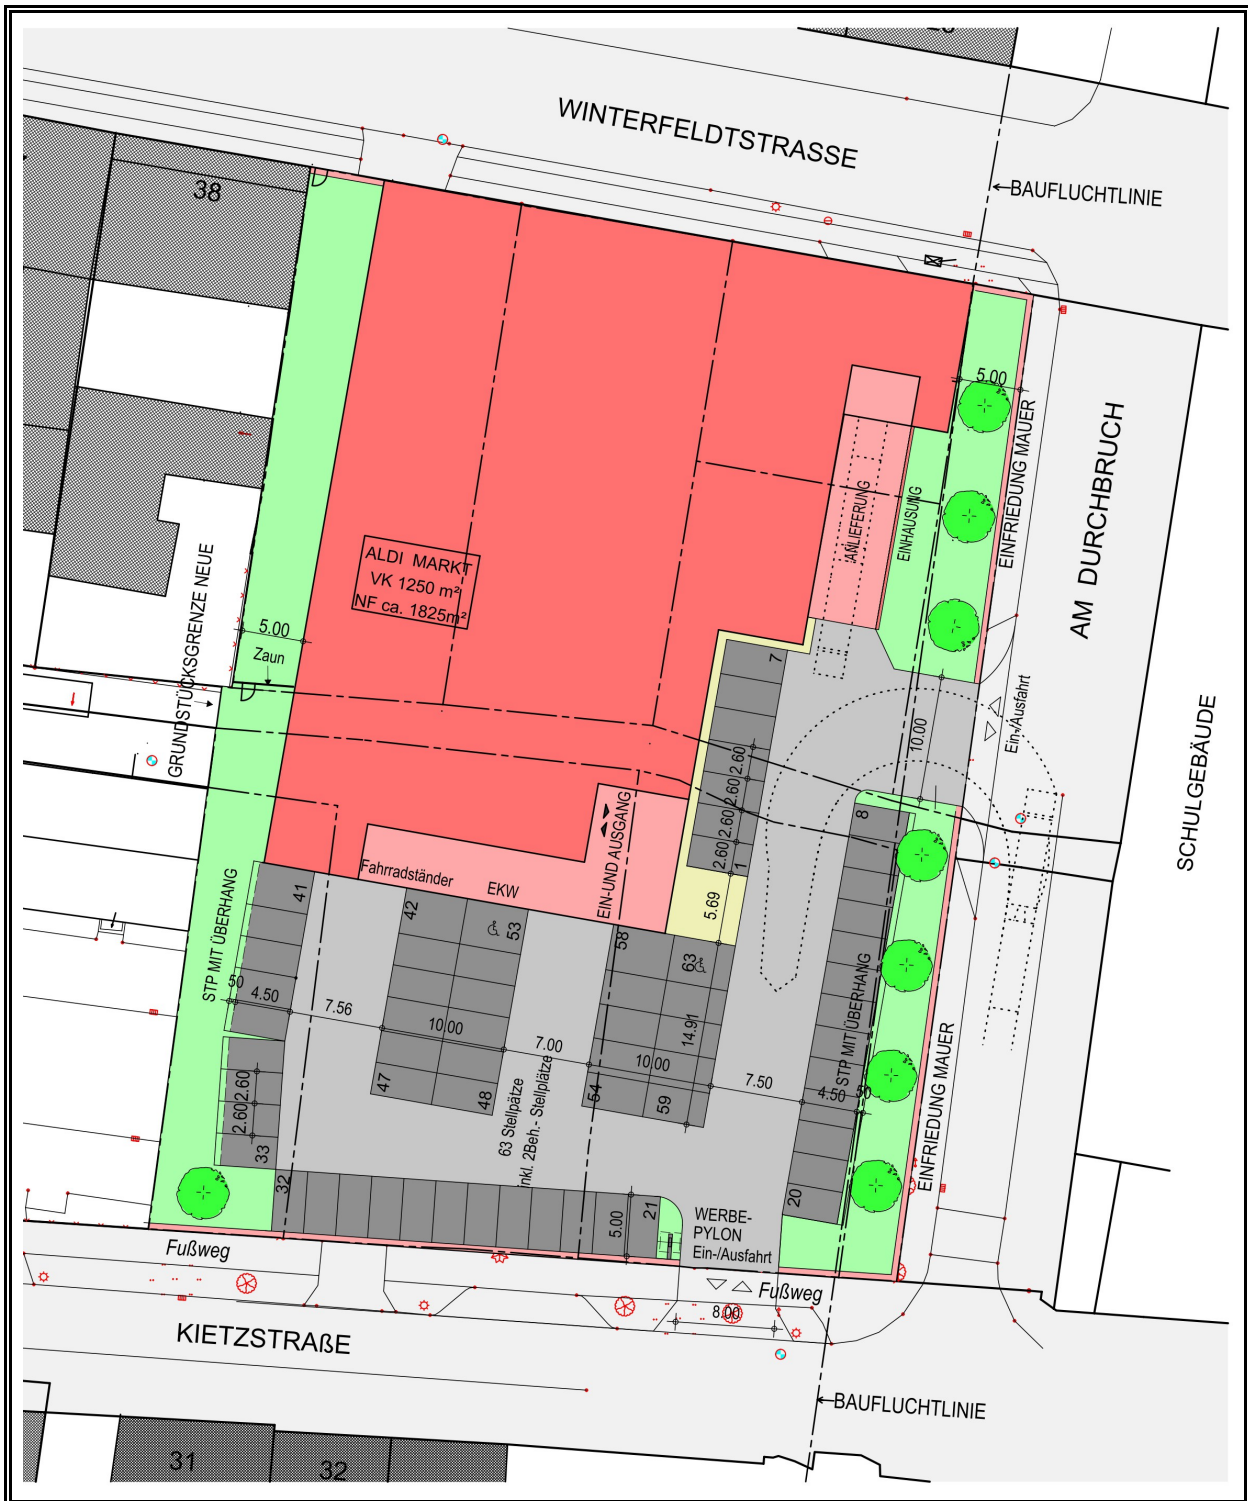 WINTERFELDTSTRASSE
BAUFLUCHTLINIE
38
5.00
EINFRIEDUNG MAUER
AM DURCHBRUCH
ANLIEFERUNG
EINHAUSUNG
ALDI MARKT
VK 1250 m²
NF ca. 1825m²
GRUNDSTÜCKSGRENZE NEUE
5.00
Zaun
7
10.00
Ein-/Ausfahrt
SCHULGEBÄUDE
2.60
2.60
2.60
2.60
1
8
EIN-UND AUSGANG
Fahrradständer
EKW
5.69
STP MIT ÜBERHANG
41
42
53
58
63
50
4.50
7.56
10.00
7.00
10.00
14.91
7.50
4.50
50
STP MIT ÜBERHANG
47
48
54
59
2.60
2.60
33
63 Stellplätze
inkl. 2Beh.- Stellplätze
EINFRIEDUNG MAUER
32
5.00
21
20
WERBE-
PYLON
Ein-/Ausfahrt
Fußweg
Fußweg
8.00
KIETZSTRAßE
BAUFLUCHTLINIE
31
32